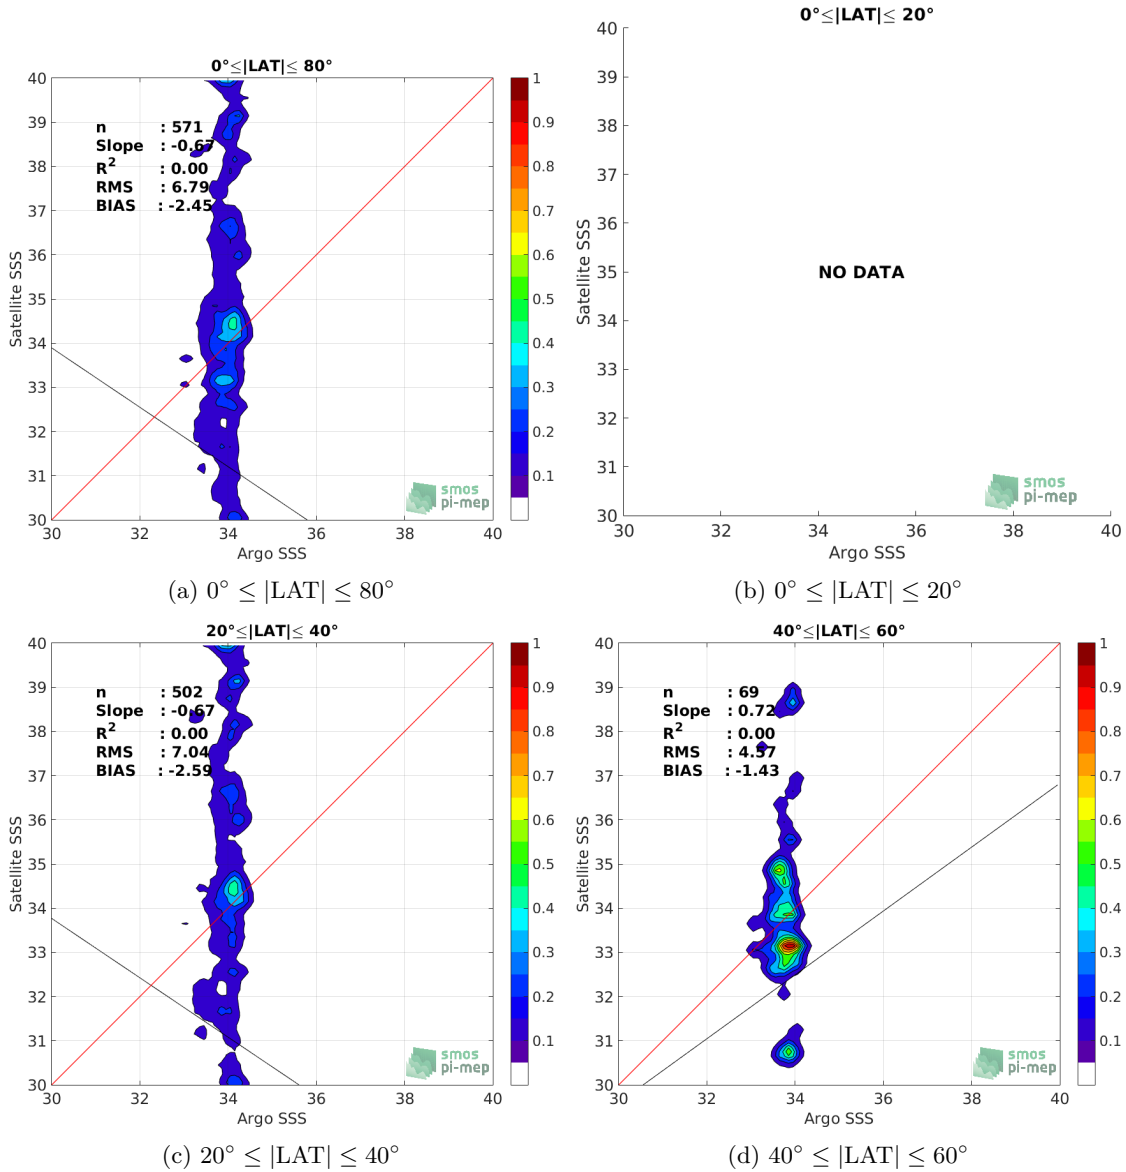 0°≤|LAT|≤ 80°
40
39
38
37
36
35
34
33
32
31
30
Satellite SSS
n : 571
Slope : -0.67
R2 : 0.00
RMS : 6.79
BIAS : -2.45
30 32 34 36 38 40
Argo SSS
1
0.9
0.8
0.7
0.6
0.5
0.4
0.3
0.2
0.1
smos
pi-mep
(a) 0° ≤ |LAT| ≤ 80°
0°≤|LAT|≤ 20°
40
39
38
37
36
35
34
33
32
31
30
Satellite SSS
NO DATA
30 32 34 36 38 40
Argo SSS
smos
pi-mep
(b) 0° ≤ |LAT| ≤ 20°
20°≤|LAT|≤ 40°
40
39
38
37
36
35
34
33
32
31
30
Satellite SSS
n : 502
Slope : -0.67
R2 : 0.00
RMS : 7.04
BIAS : -2.59
30 32 34 36 38 40
Argo SSS
1
0.9
0.8
0.7
0.6
0.5
0.4
0.3
0.2
0.1
smos
pi-mep
(c) 20° ≤ |LAT| ≤ 40°
40°≤|LAT|≤ 60°
40
39
38
37
36
35
34
33
32
31
30
Satellite SSS
n : 69
Slope : 0.72
R2 : 0.00
RMS : 4.57
BIAS : -1.43
30 32 34 36 38 40
Argo SSS
1
0.9
0.8
0.7
0.6
0.5
0.4
0.3
0.2
0.1
smos
pi-mep
(d) 40° ≤ |LAT| ≤ 60°